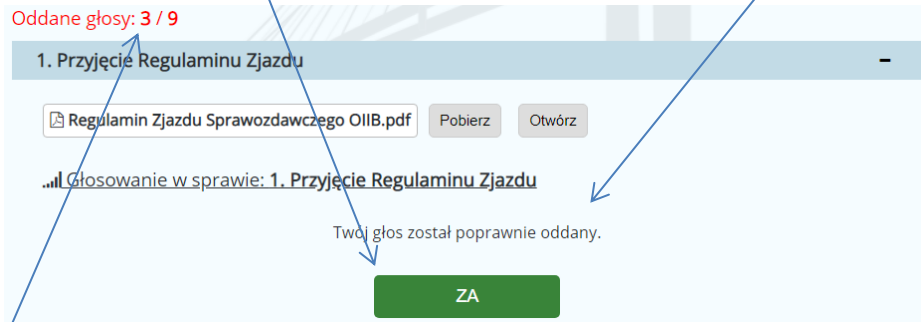 Oddane głosy: 3 / 9
1. Przyjęcie Regulaminu Zjazdu
Regulamin Zjazdu Sprawozdawczego OIIB.pdf Pobierz Otwórz
Głosowanie w sprawie: 1. Przyjęcie Regulaminu Zjazdu
Twój głos został poprawnie oddany.
ZA